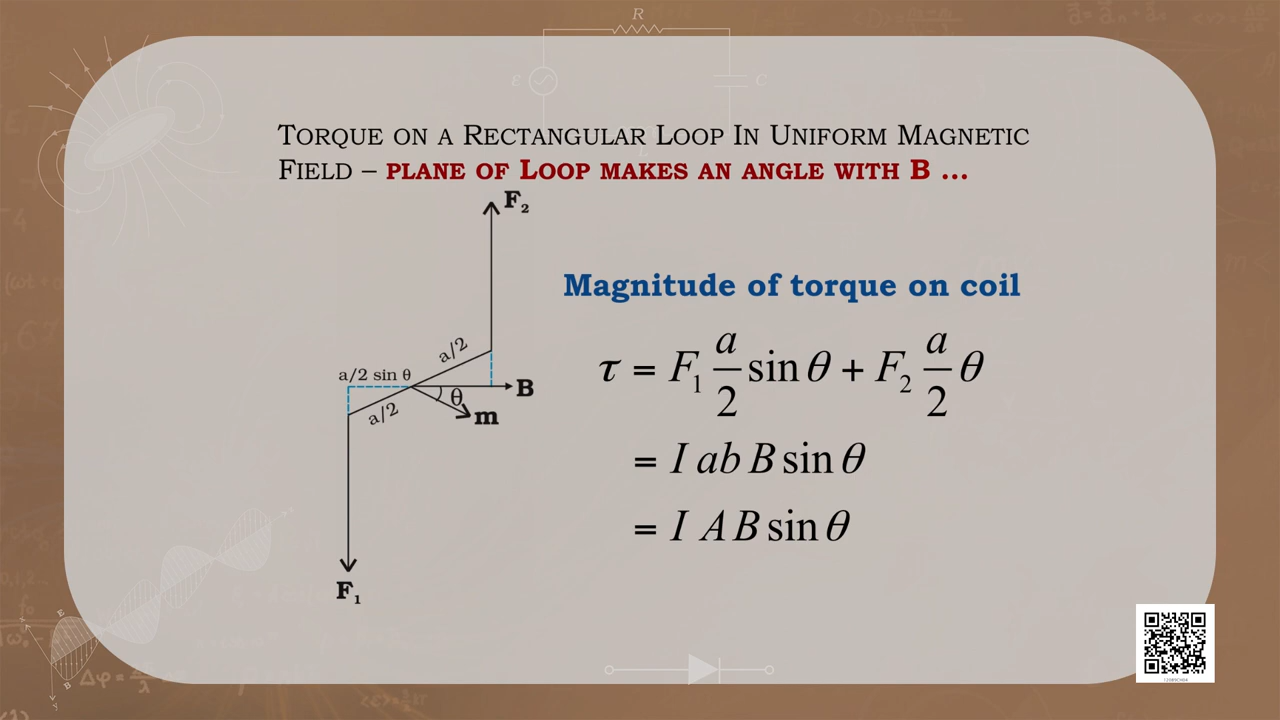 R
ε
C
TORQUE ON A RECTANGULAR LOOP IN UNIFORM MAGNETIC
FIELD – PLANE OF LOOP MAKES AN ANGLE WITH B ...
F₂
Magnitude of torque on coil
a/2
τ = F₁ a/2 sin θ + F₂ a/2 θ
a/2 sin θ
B
θ
a/2
m
= I ab B sin θ
= I A B sin θ
F₁
E
B
12089CH04